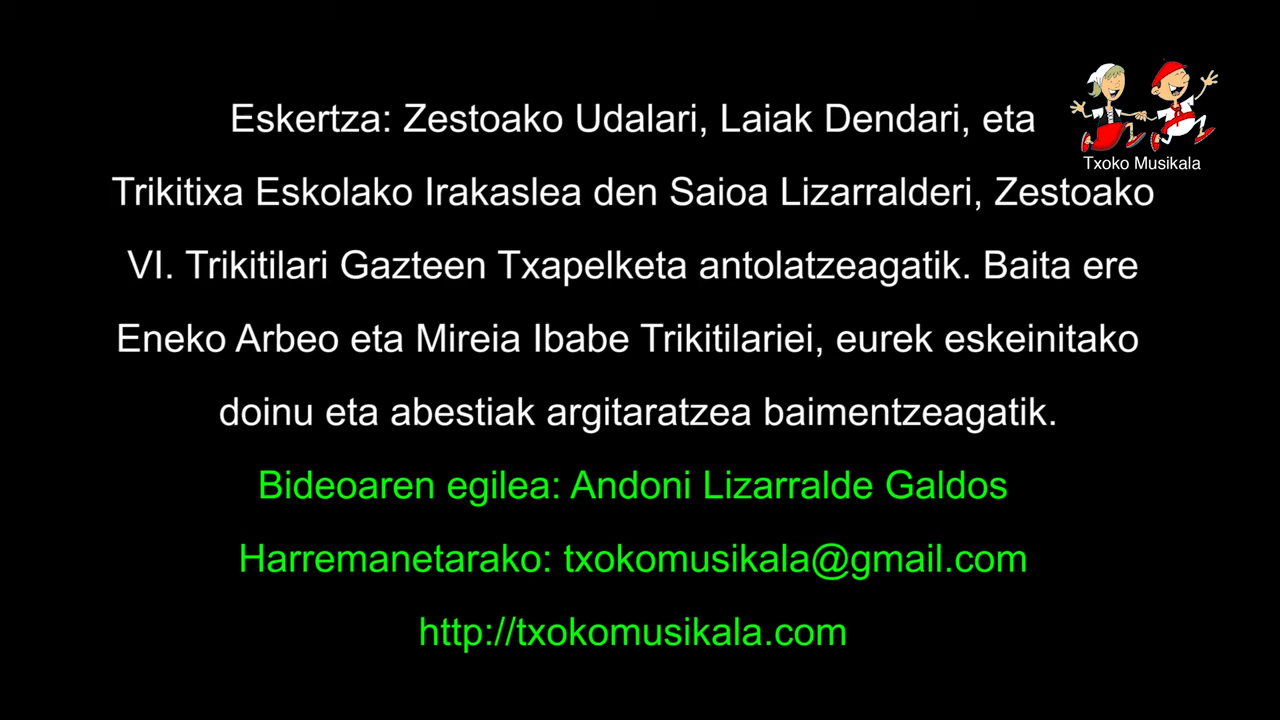 Eskertza: Zestoako Udalari, Laiak Dendari, eta
Trikitixa Eskolako Irakaslea den Saioa Lizarralderi, Zestoako
VI. Trikitilari Gazteen Txapelketa antolatzeagatik. Baita ere
Eneko Arbeo eta Mireia Ibabe Trikitilariei, eurek eskeinitako
doinu eta abestiak argitaratzea baimentzeagatik.
Bideoaren egilea: Andoni Lizarralde Galdos
Harremanetarako: txokomusikala@gmail.com
http://txokomusikala.com
Txoko Musikala